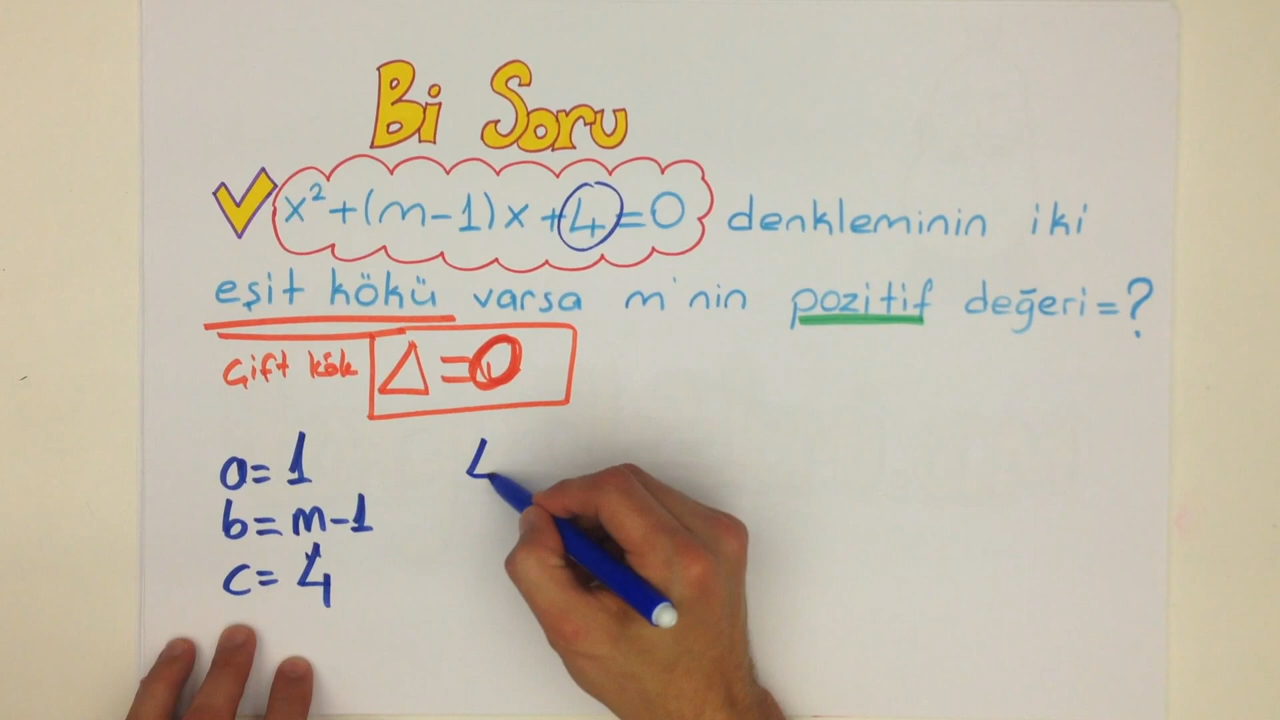 Bi Soru
x²+(m-1)x+4=0 denkleminin iki
eşit kökü varsa m'nin pozitif değeri=?
Çift kök Δ=0
a=1
b=m-1
c=4